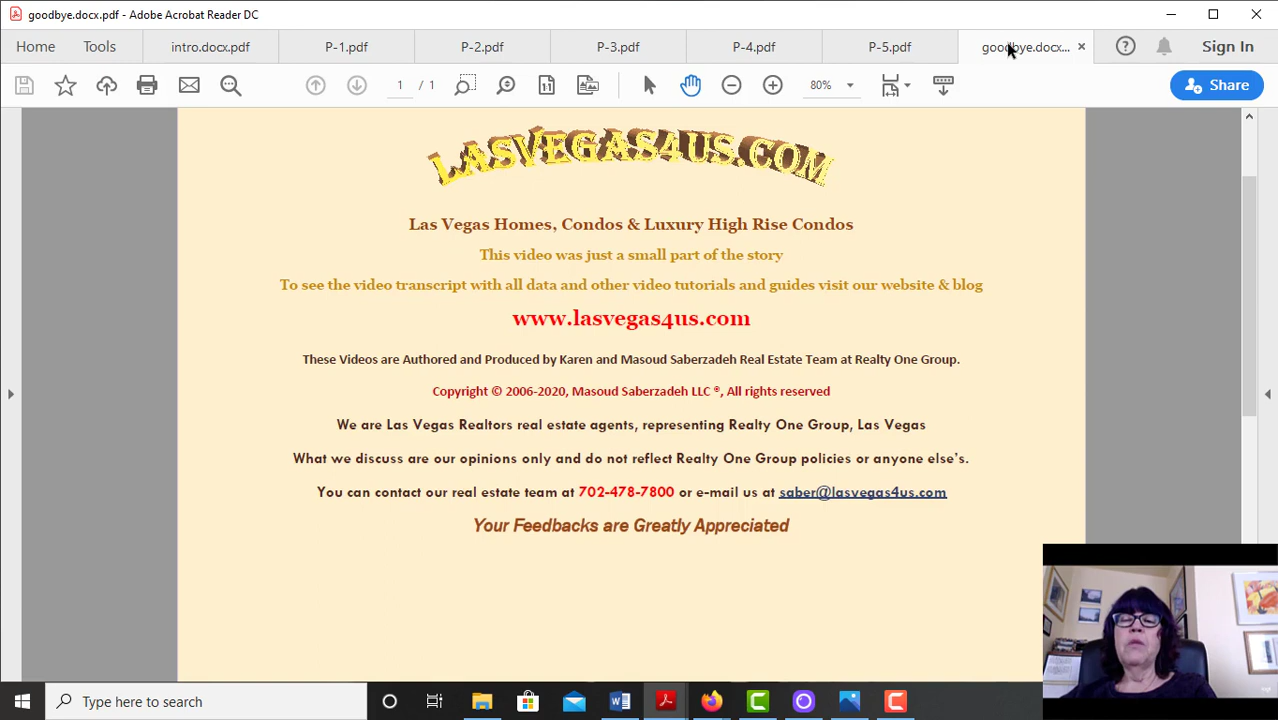 goodbye.docx.pdf - Adobe Acrobat Reader DC
Home Tools intro.docx.pdf P-1.pdf P-2.pdf P-3.pdf P-4.pdf P-5.pdf goodbye.docx... Sign In
1 / 1 80% Share
LASVEGAS4US.COM
Las Vegas Homes, Condos & Luxury High Rise Condos
This video was just a small part of the story
To see the video transcript with all data and other video tutorials and guides visit our website & blog
www.lasvegas4us.com
These Videos are Authored and Produced by Karen and Masoud Saberzadeh Real Estate Team at Realty One Group.
Copyright © 2006-2020, Masoud Saberzadeh LLC ®, All rights reserved
We are Las Vegas Realtors real estate agents, representing Realty One Group, Las Vegas
What we discuss are our opinions only and do not reflect Realty One Group policies or anyone else's.
You can contact our real estate team at 702-478-7800 or e-mail us at saber@lasvegas4us.com
Your Feedbacks are Greatly Appreciated
Type here to search